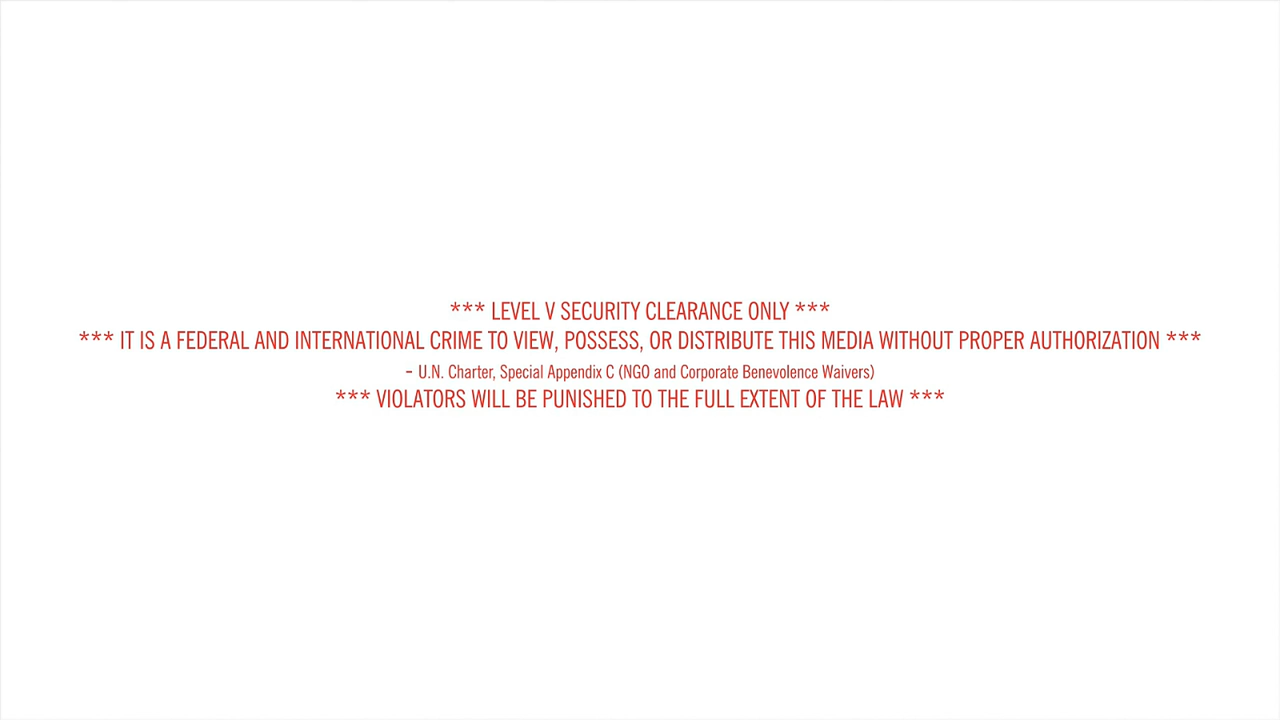 *** LEVEL V SECURITY CLEARANCE ONLY ***
*** IT IS A FEDERAL AND INTERNATIONAL CRIME TO VIEW, POSSESS, OR DISTRIBUTE THIS MEDIA WITHOUT PROPER AUTHORIZATION ***
– U.N. Charter, Special Appendix C (NGO and Corporate Benevolence Waivers)
*** VIOLATORS WILL BE PUNISHED TO THE FULL EXTENT OF THE LAW ***